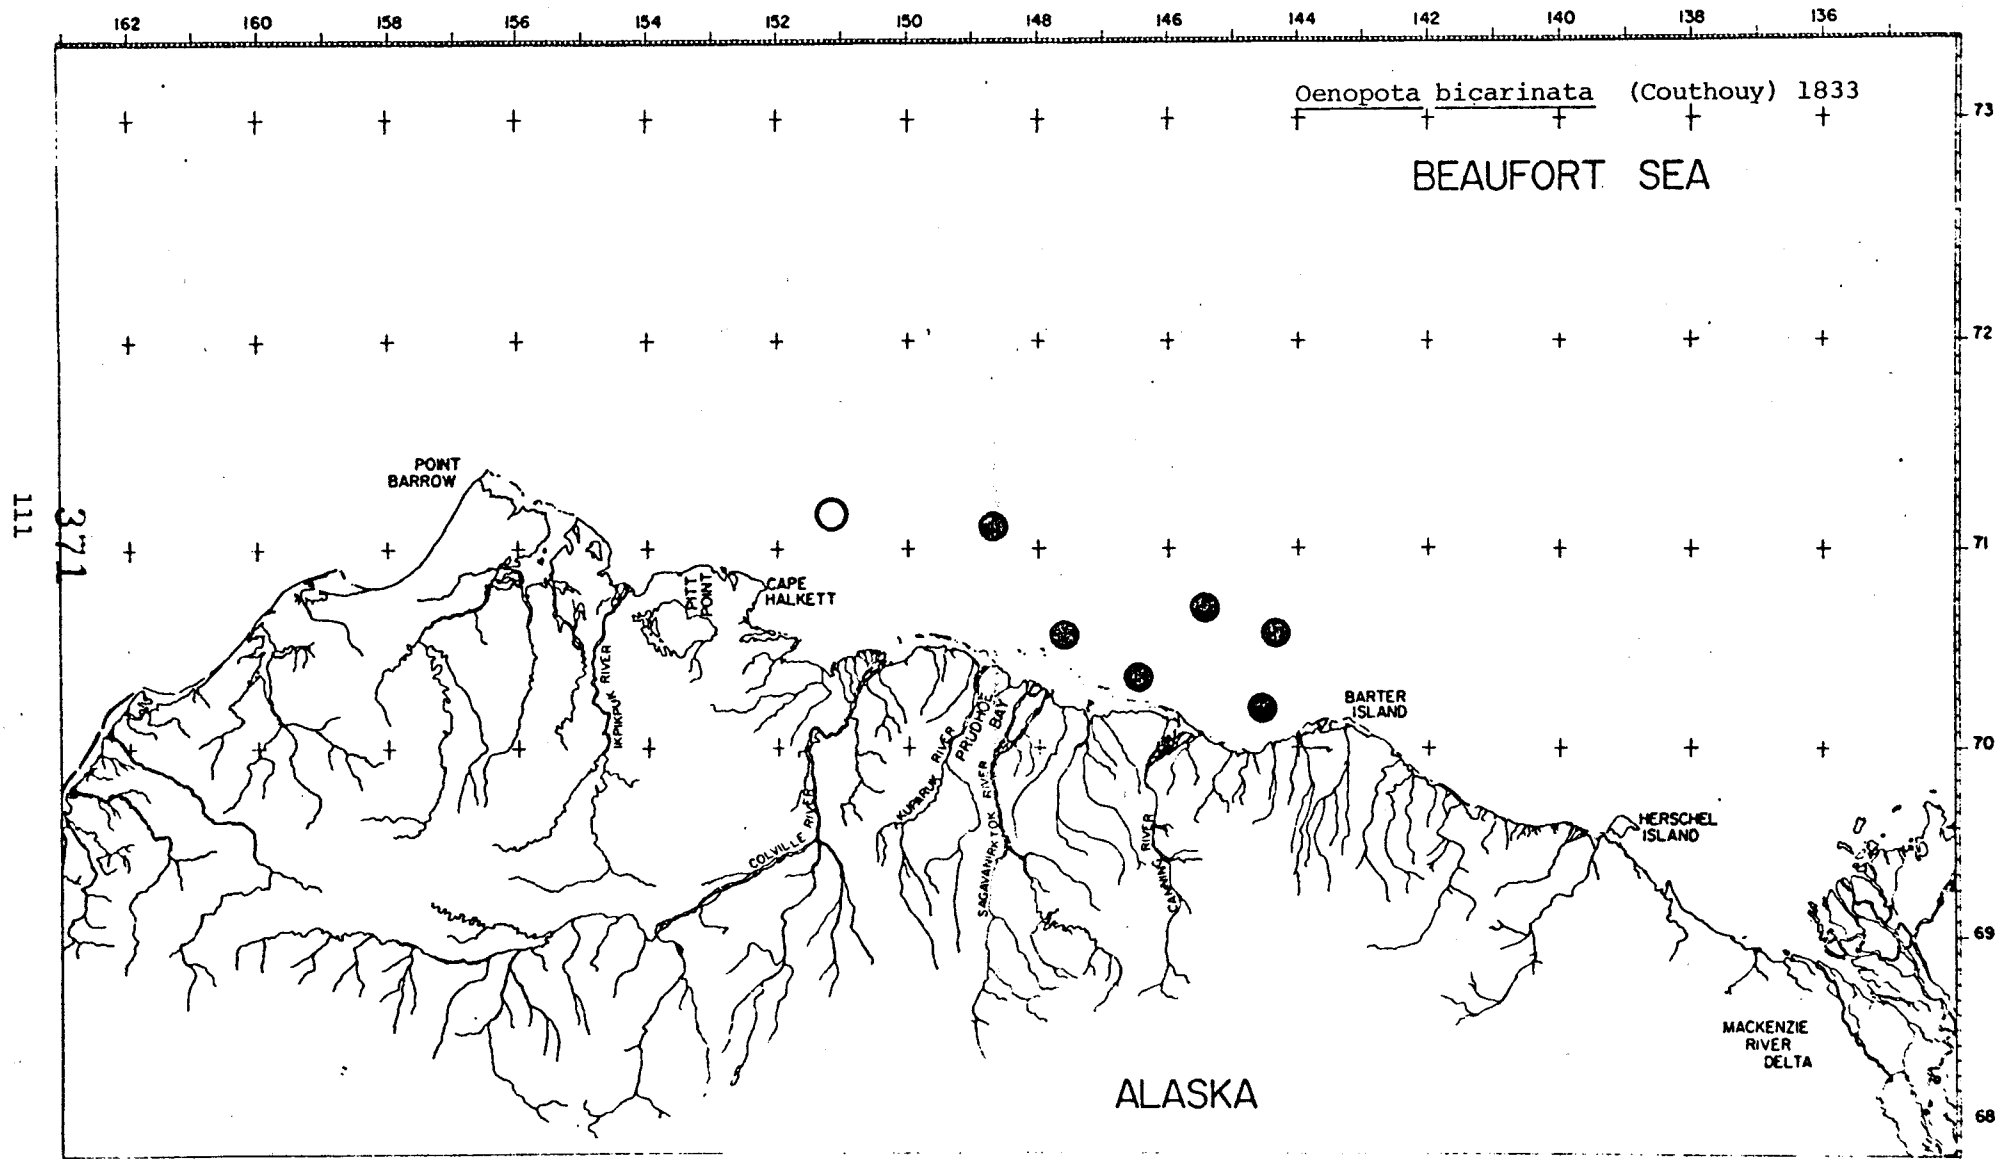 162 160 158 156 154 152 150 148 146 144 142 140 138 136
Oenopota bicarinata (Couthouy) 1833
73
BEAUFORT SEA
72
POINT
BARROW
111
371
71
PITT
POINT
CAPE
HALKETT
IKPIKPUK RIVER
BARTER
ISLAND
PRUDHOE
BAY
70
KUPARUK RIVER
SAGAVANIRKTOK RIVER
COLVILLE RIVER
CANNING RIVER
HERSCHEL
ISLAND
69
MACKENZIE
RIVER
DELTA
ALASKA
68